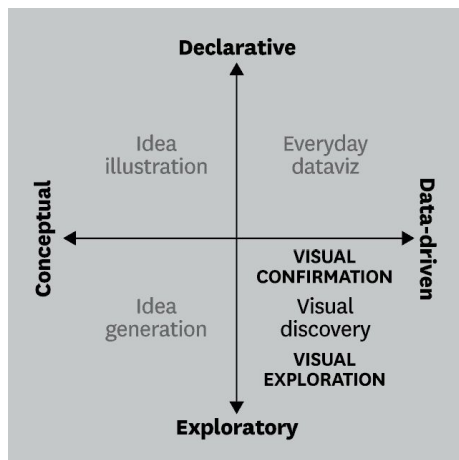 Declarative
Idea
illustration
Everyday
dataviz
Conceptual
Data-driven
VISUAL
CONFIRMATION
Idea
generation
Visual
discovery
VISUAL
EXPLORATION
Exploratory